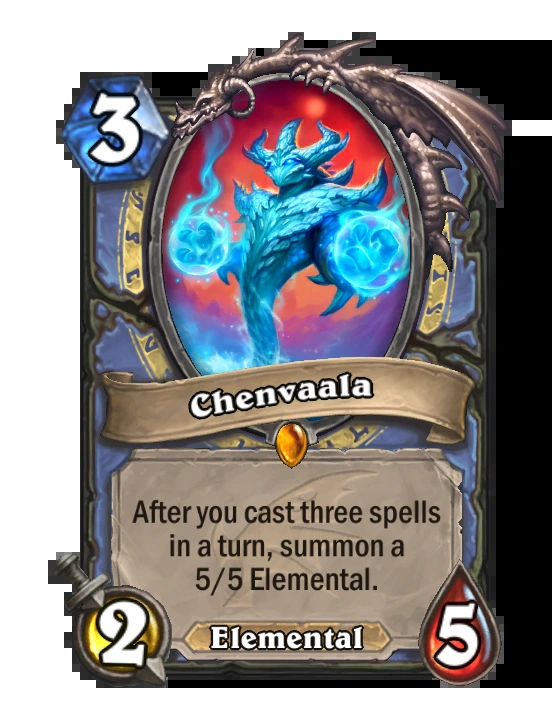 3
Chenvaala
After you cast three spells
in a turn, summon a
5/5 Elemental.
2
Elemental
5